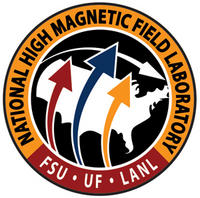 NATIONAL HIGH MAGNETIC FIELD LABORATORY
FSU • UF • LANL